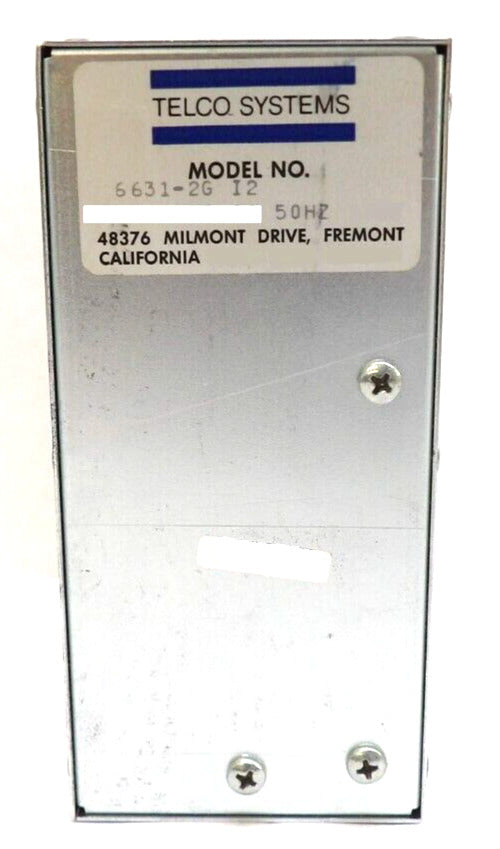 TELCO SYSTEMS
MODEL NO.
6631-2G I2
50HZ
48376 MILMONT DRIVE, FREMONT
CALIFORNIA